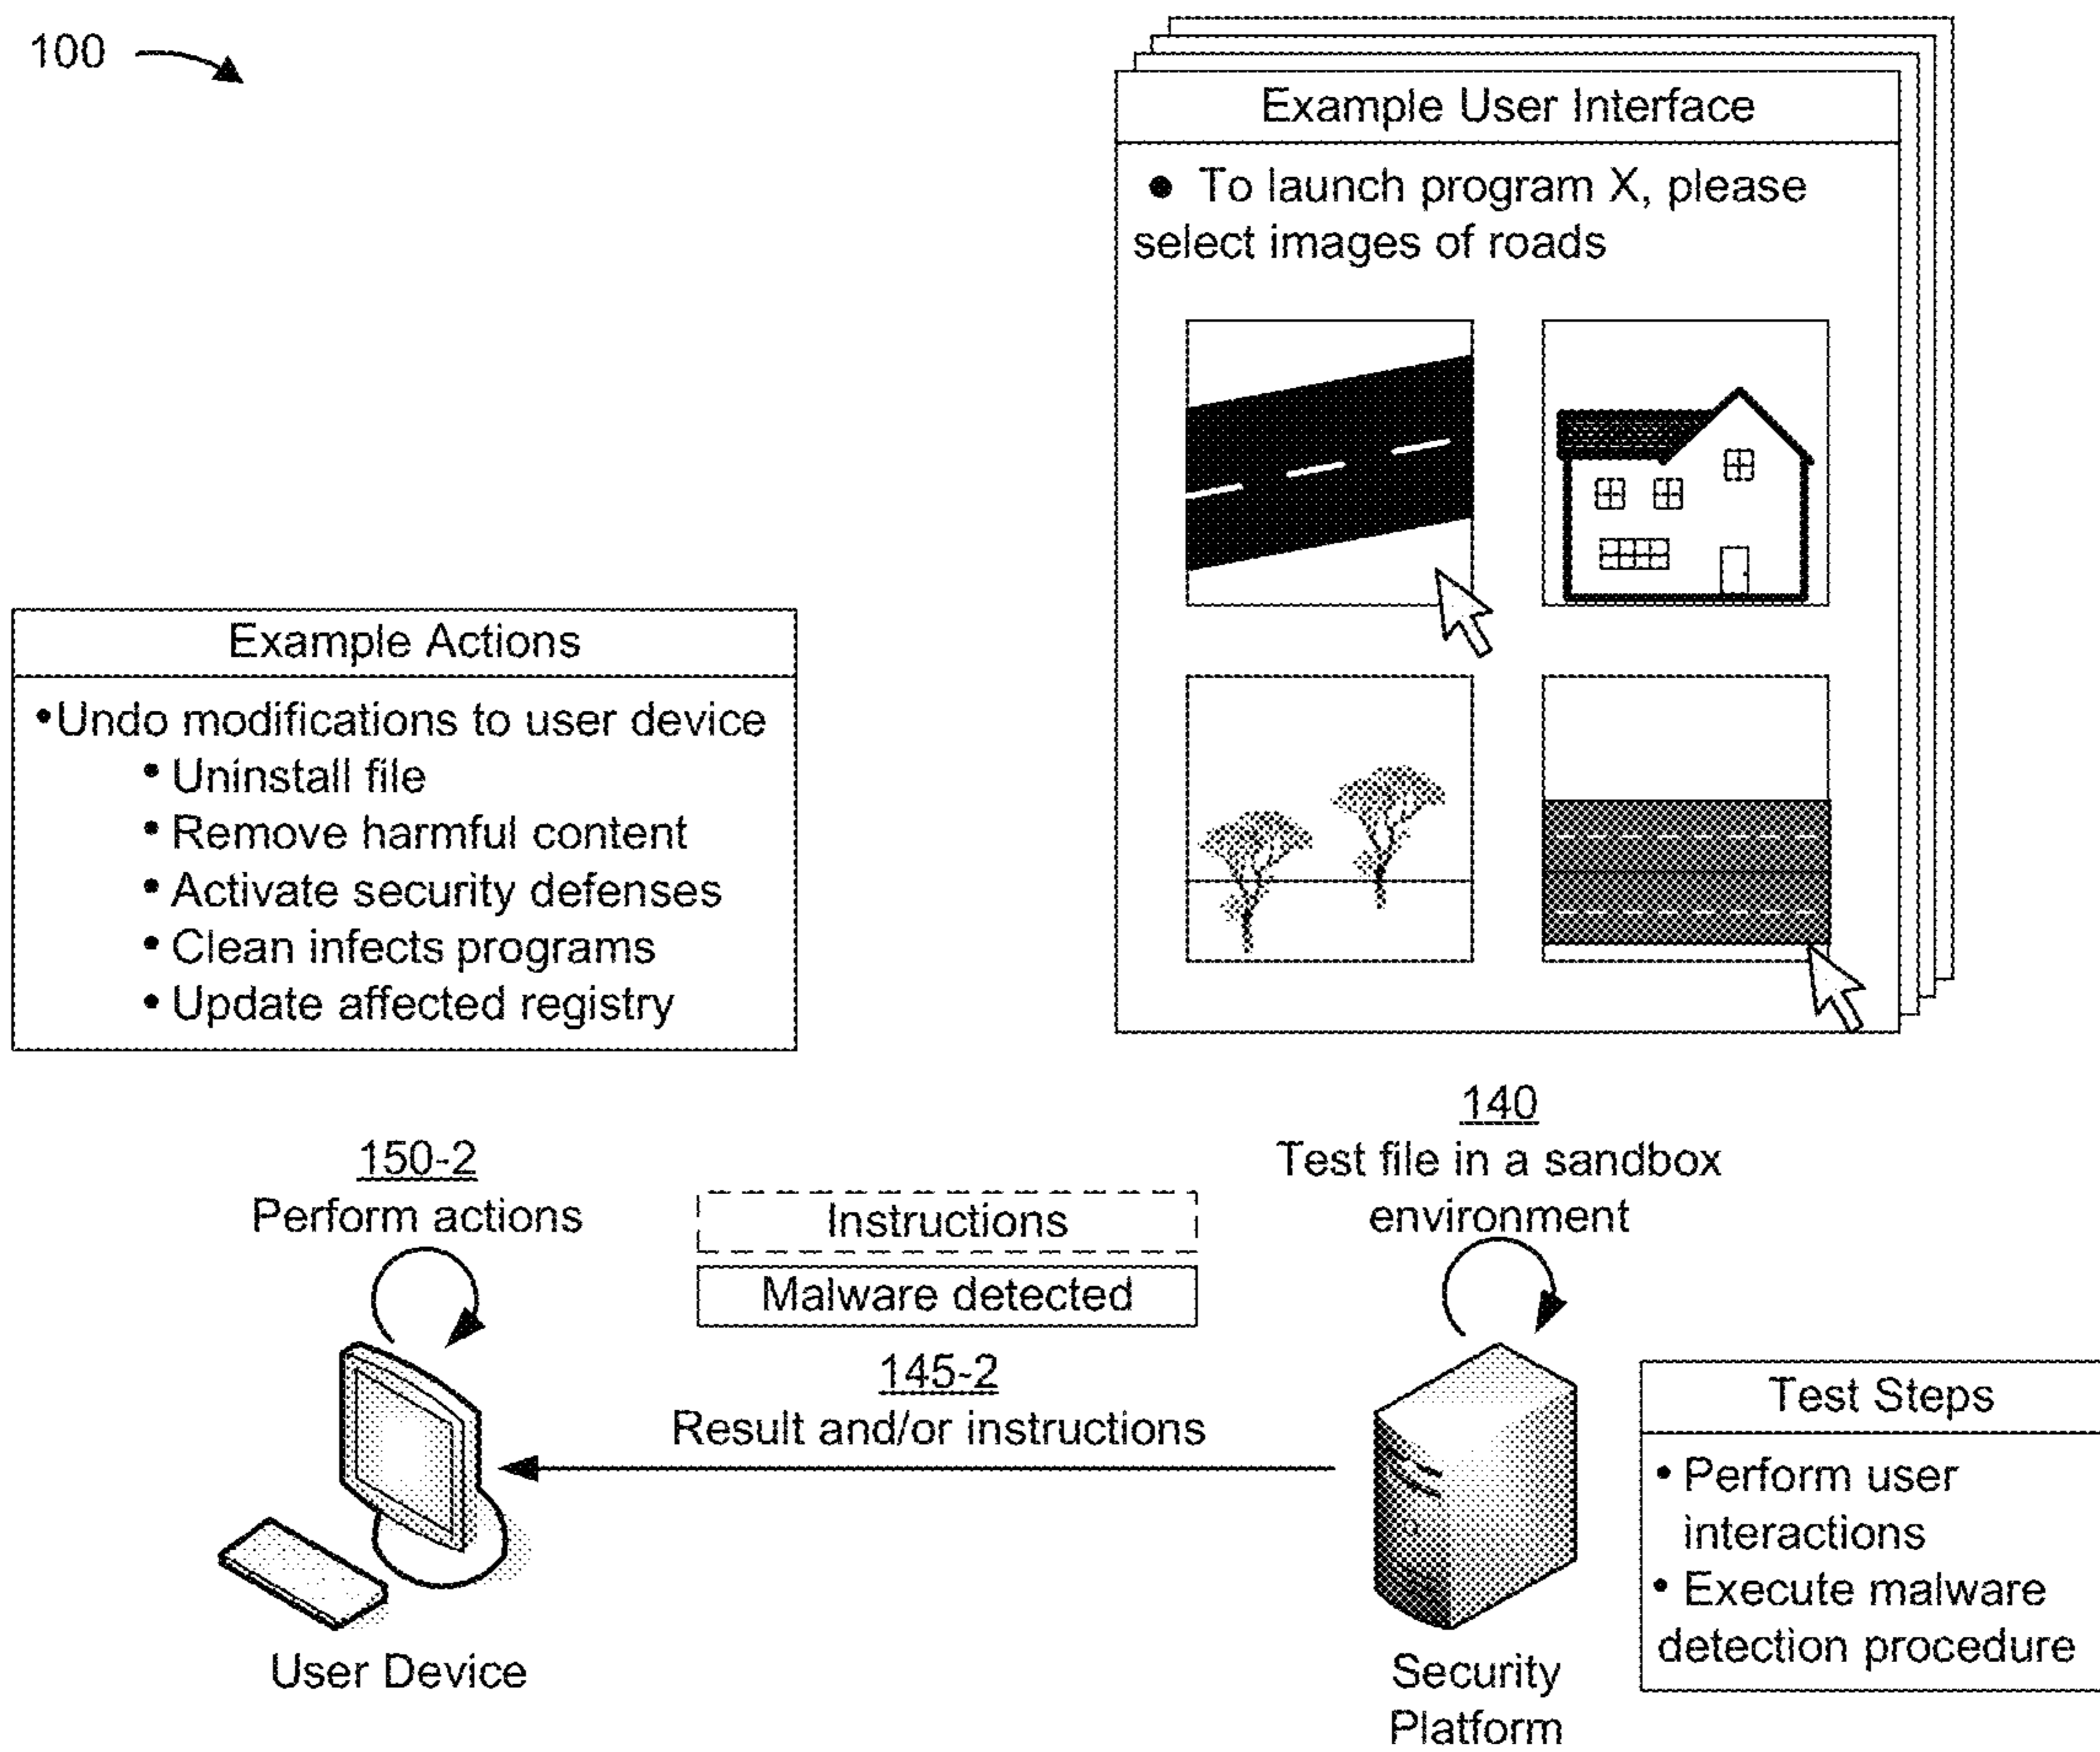 100
Example User Interface
● To launch program X, please
select images of roads
Example Actions
•Undo modifications to user device
• Uninstall file
• Remove harmful content
• Activate security defenses
• Clean infects programs
• Update affected registry
140
Test file in a sandbox
environment
150-2
Perform actions
Instructions
Malware detected
145-2
Result and/or instructions
Test Steps
• Perform user
interactions
• Execute malware
detection procedure
User Device
Security
Platform